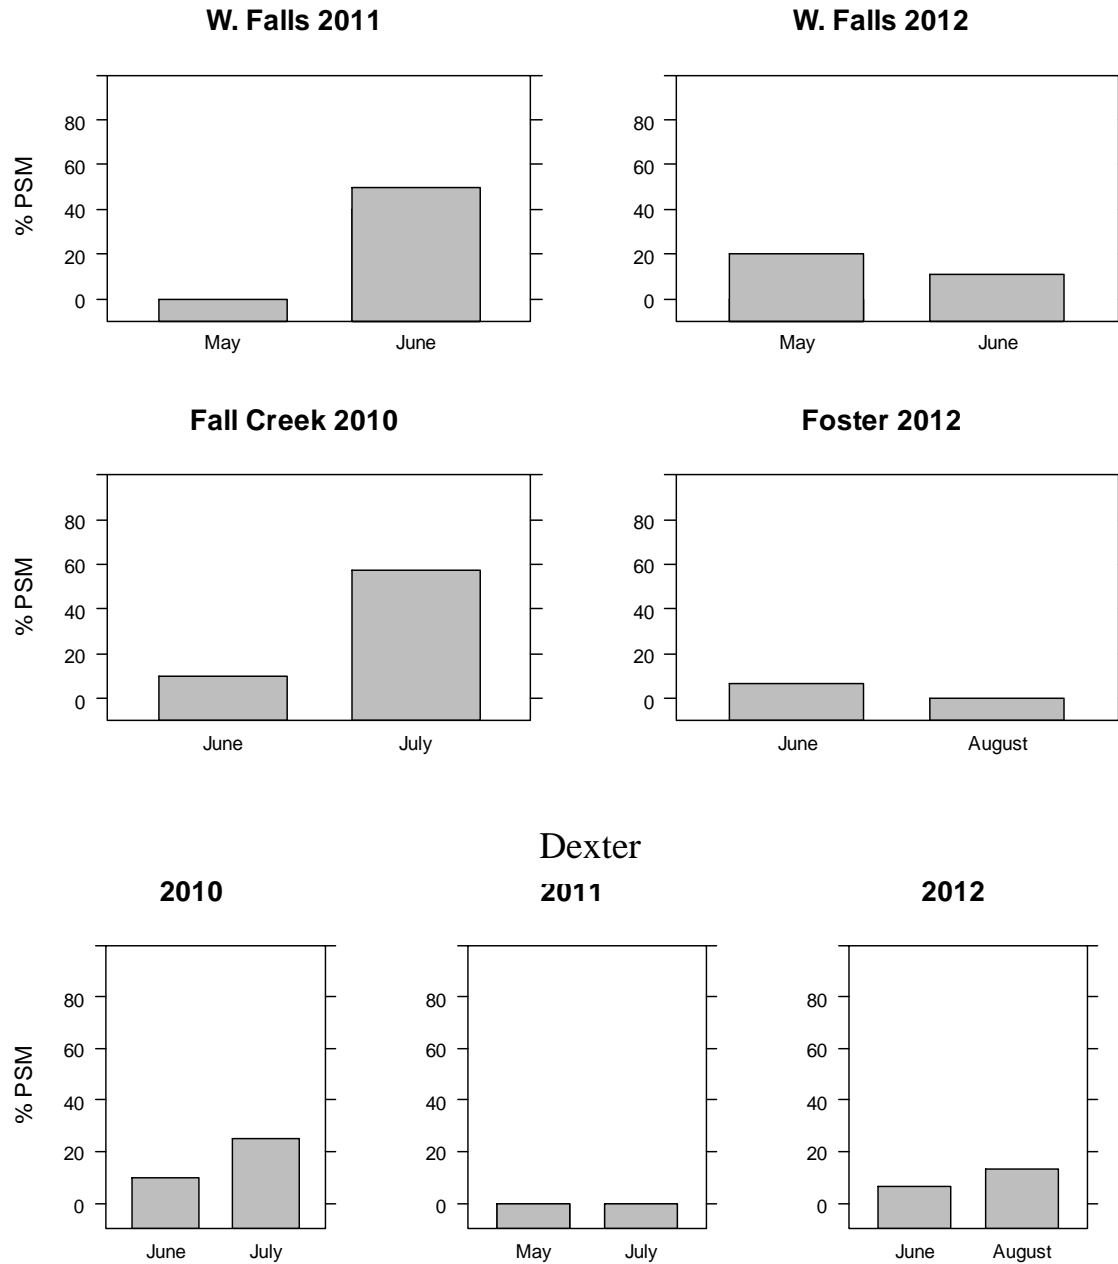 W. Falls 2011 W. Falls 2012
80 80
60 60
40 40
20 20
0 0
% PSM
May June May June
Fall Creek 2010 Foster 2012
80 80
60 60
40 40
20 20
0 0
% PSM
June July June August
Dexter
2010 2011 2012
80 80 80
60 60 60
40 40 40
20 20 20
0 0 0
% PSM
June July May July June August